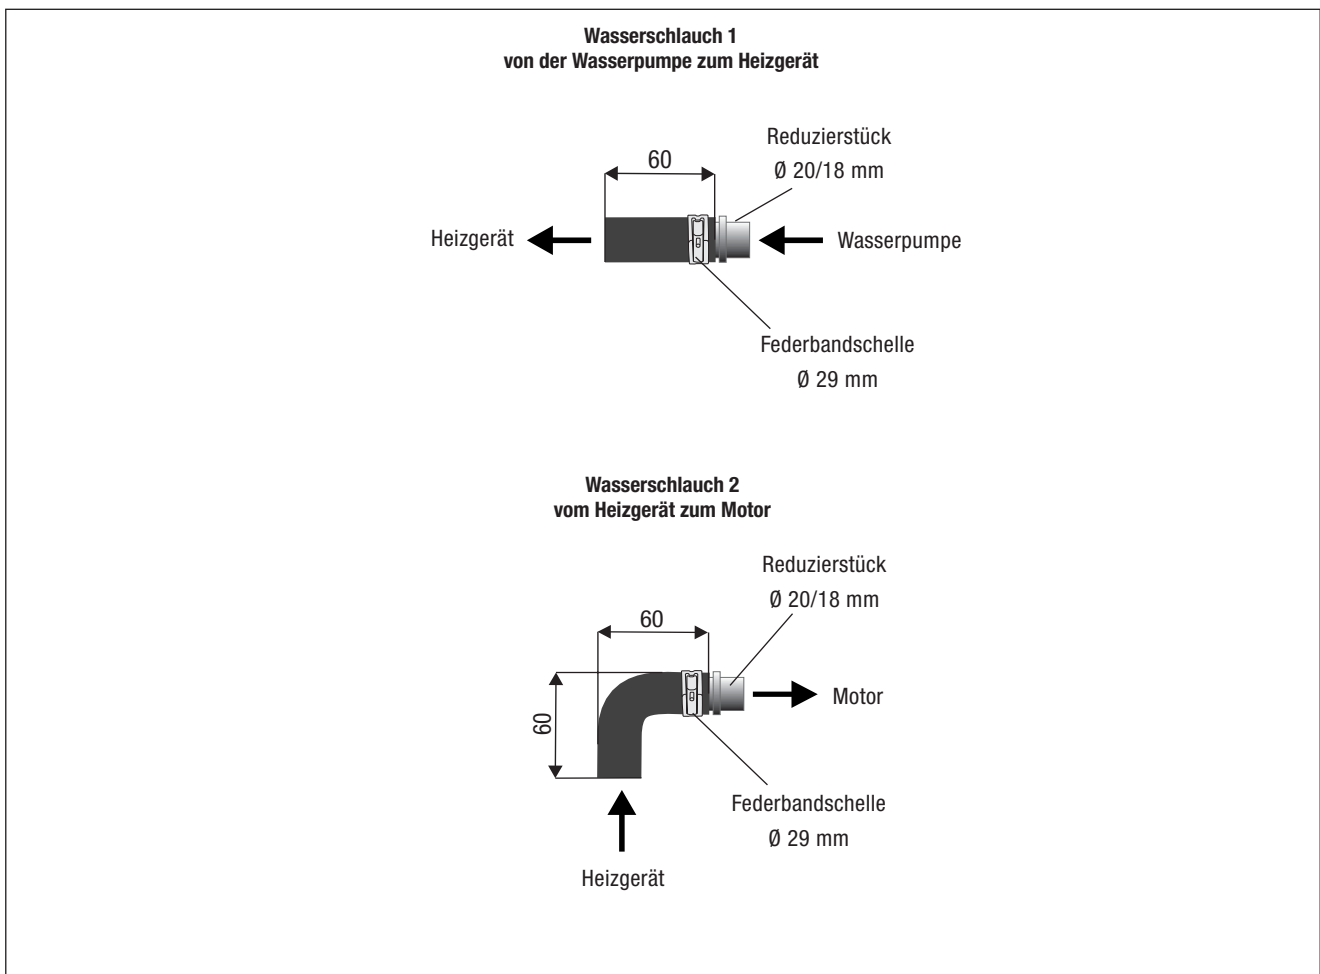 Wasserschlauch 1
von der Wasserpumpe zum Heizgerät
Reduzierstück
Ø 20/18 mm
60
Heizgerät
Wasserpumpe
Federbandschelle
Ø 29 mm
Wasserschlauch 2
vom Heizgerät zum Motor
Reduzierstück
Ø 20/18 mm
60
60
Motor
Federbandschelle
Ø 29 mm
Heizgerät